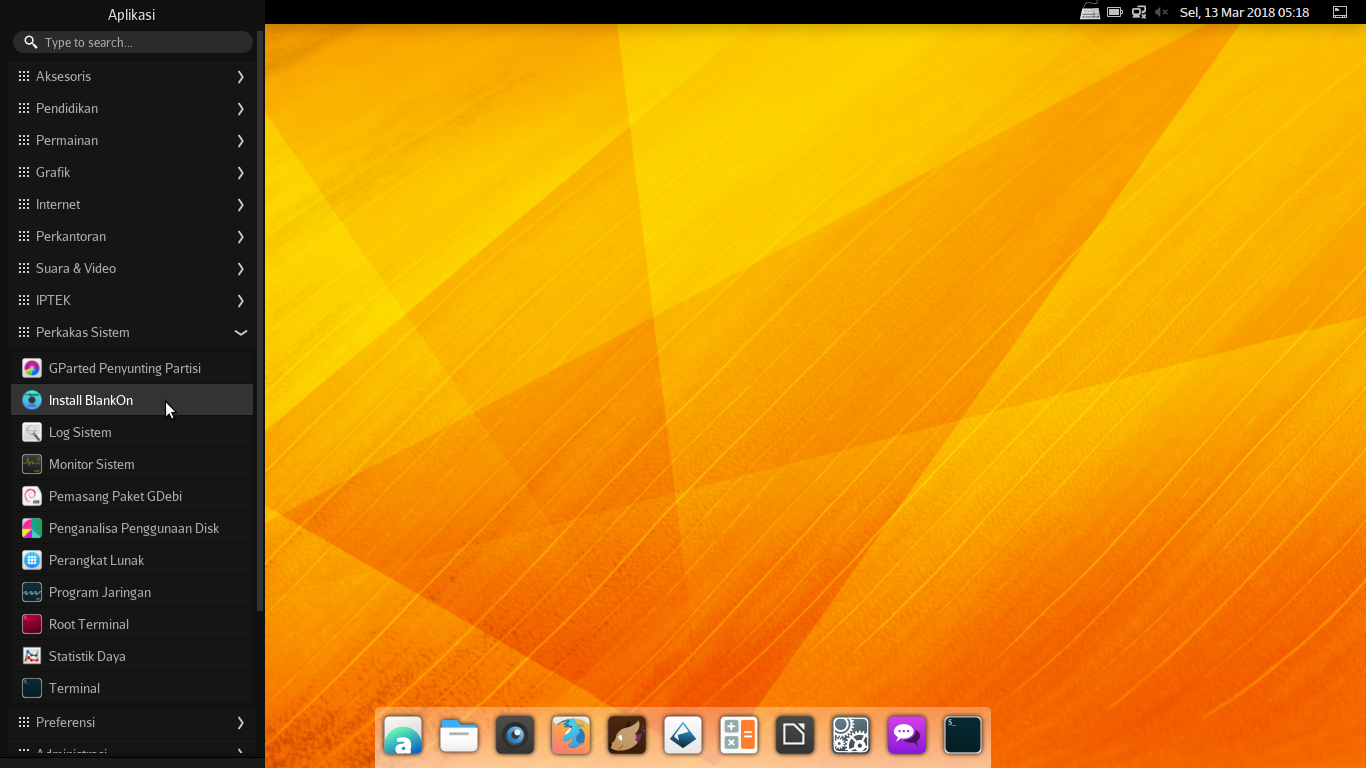 Aplikasi
Type to search...
Sel, 13 Mar 2018 05:18
Aksesoris
Pendidikan
Permainan
Grafik
Internet
Perkantoran
Suara & Video
IPTEK
Perkakas Sistem
GParted Penyunting Partisi
Install BlankOn
Log Sistem
Monitor Sistem
Pemasang Paket GDebi
Penganalisa Penggunaan Disk
Perangkat Lunak
Program Jaringan
Root Terminal
Statistik Daya
Terminal
Preferensi
Administrasi